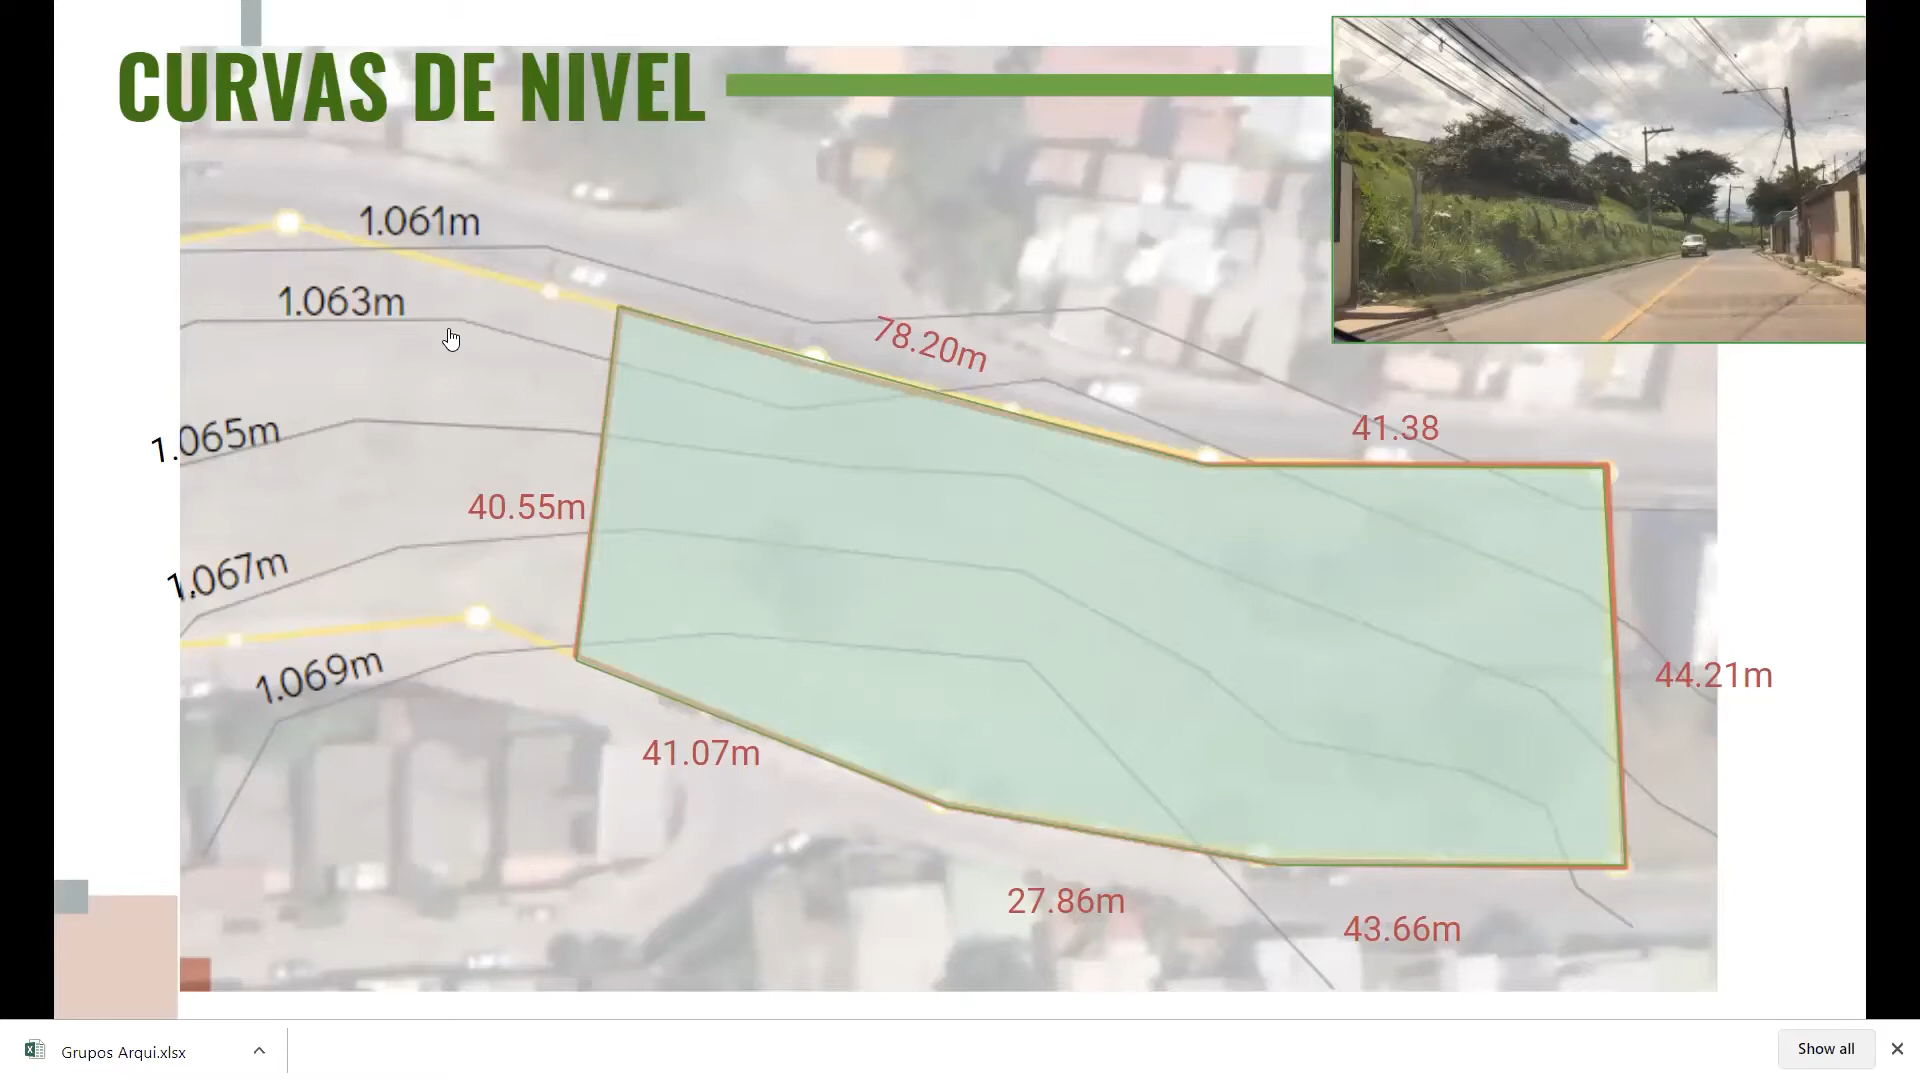 CURVAS DE NIVEL
1.061m
1.063m
78.20m
41.38
1.065m
40.55m
1.067m
1.069m
44.21m
41.07m
27.86m
43.66m
Grupos Arqui.xlsx
Show all